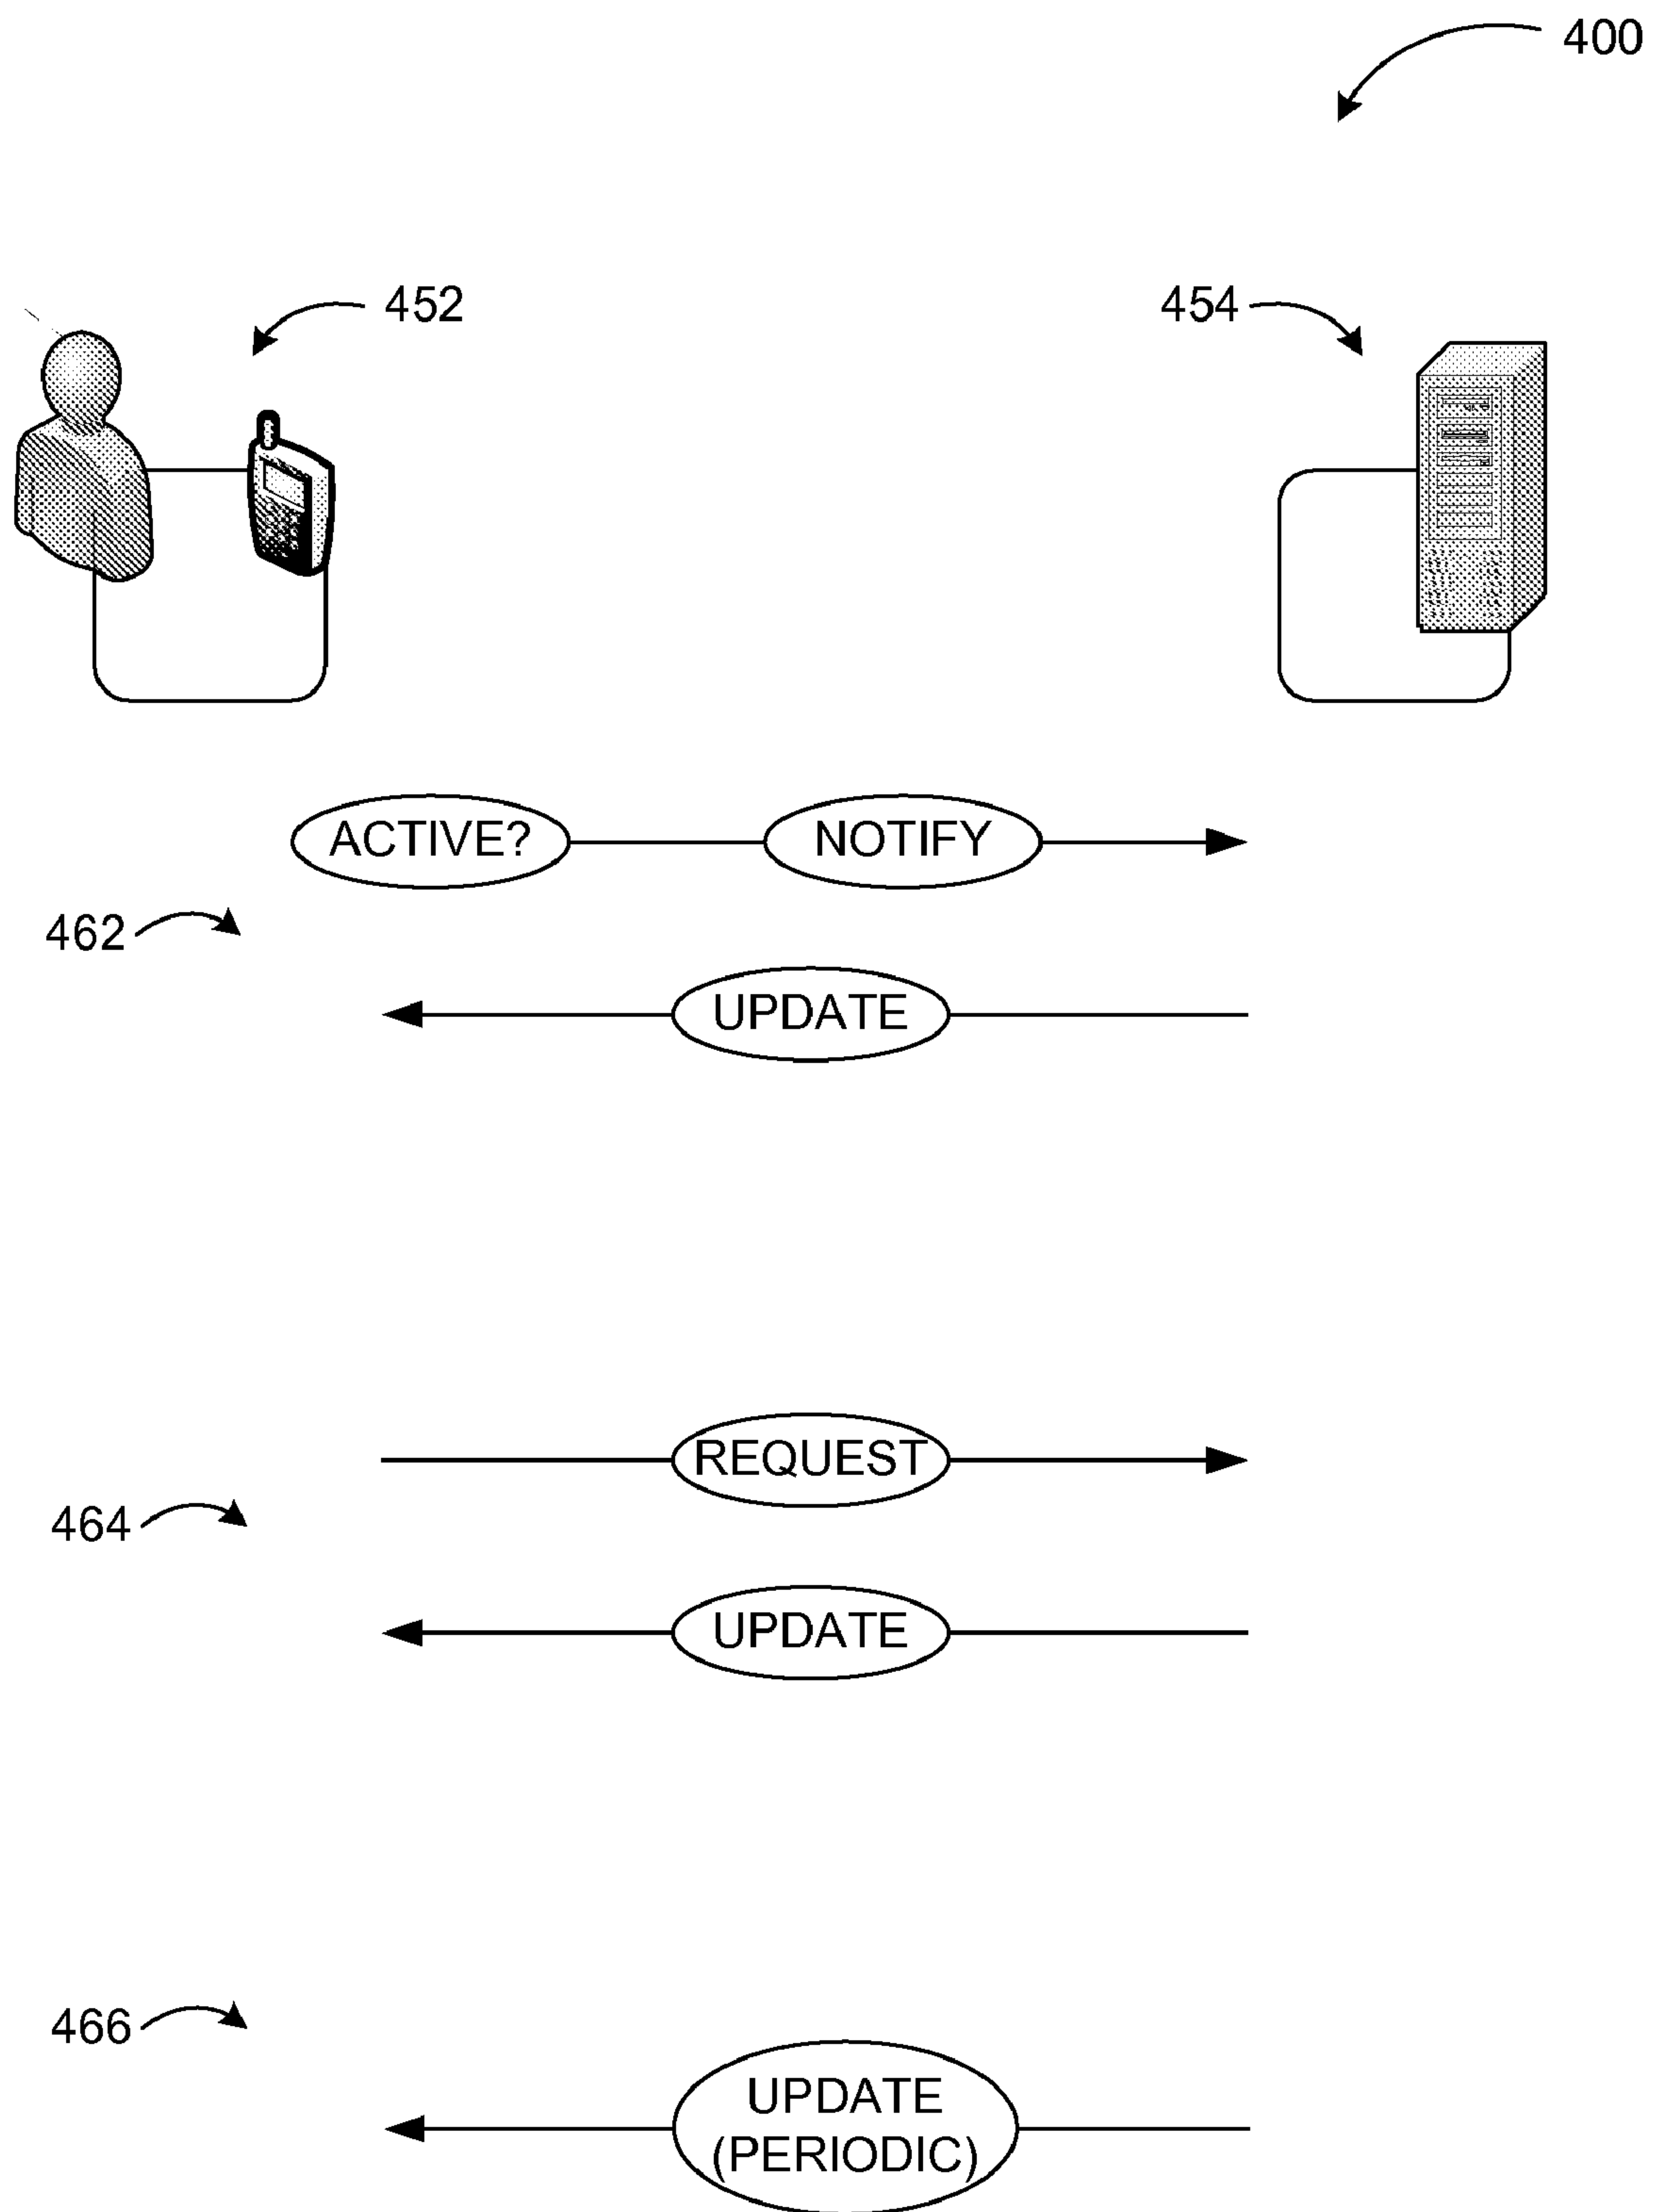 400
452
454
ACTIVE?
NOTIFY
462
UPDATE
REQUEST
464
UPDATE
466
UPDATE
(PERIODIC)